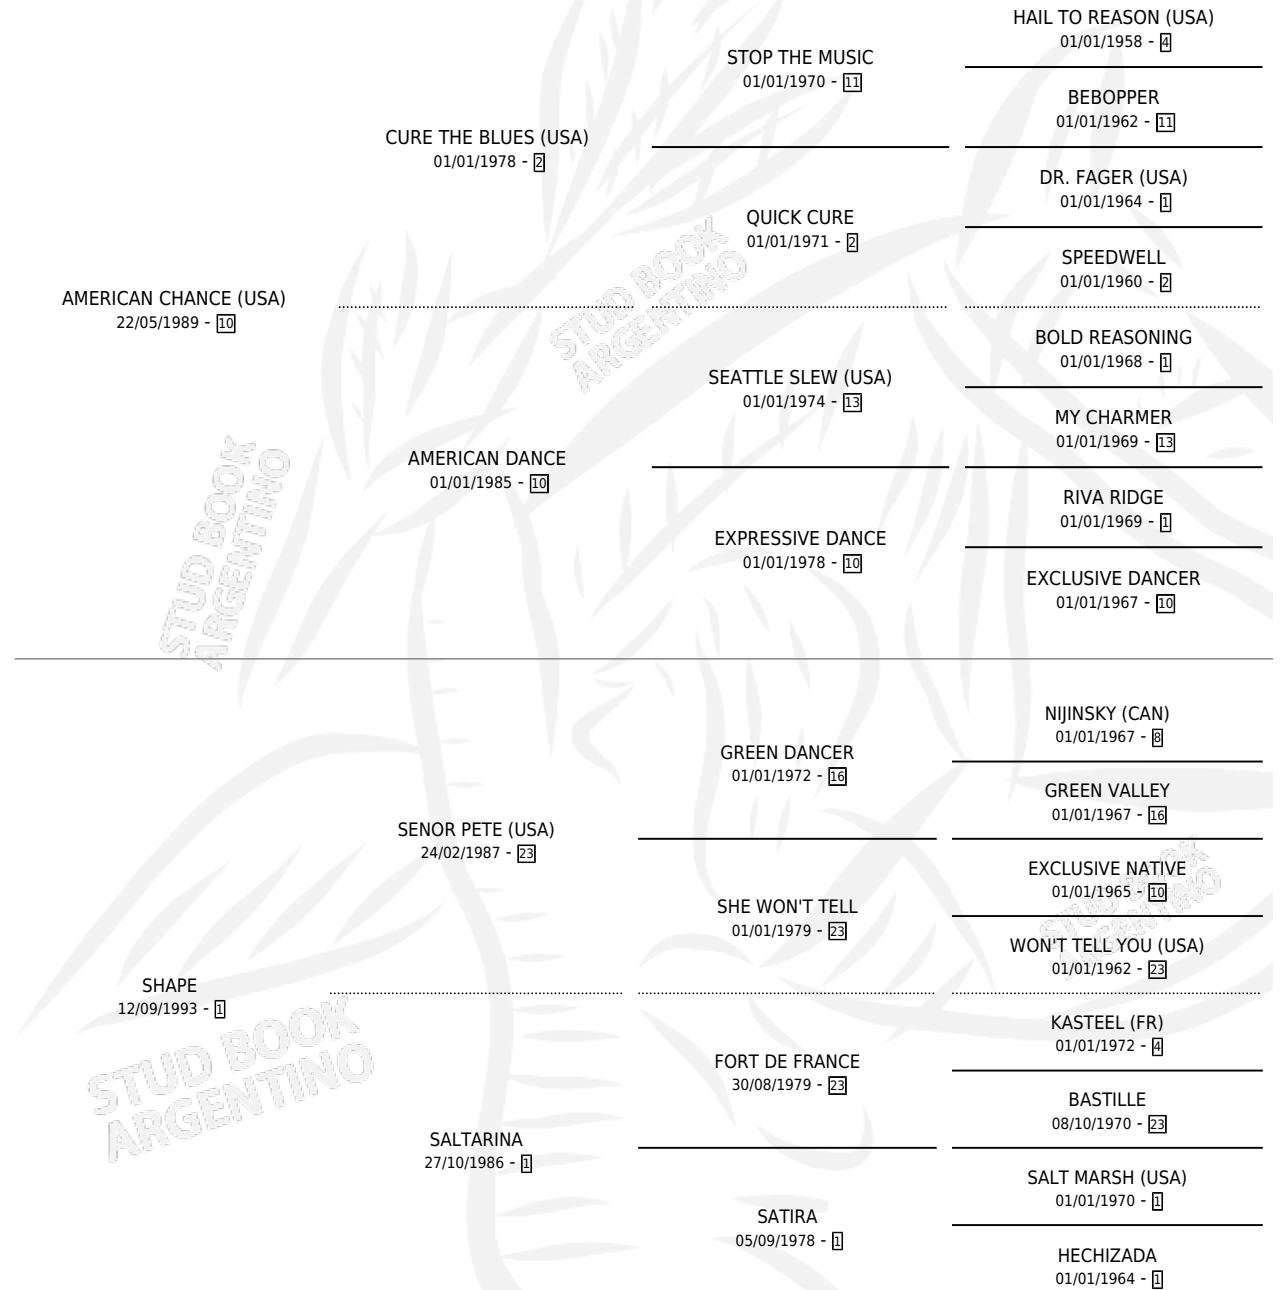 HAIL TO REASON (USA)
01/01/1958 - 4
STOP THE MUSIC
01/01/1970 - 11
BEBOPPER
01/01/1962 - 11
CURE THE BLUES (USA)
01/01/1978 - 2
DR. FAGER (USA)
01/01/1964 - 1
QUICK CURE
01/01/1971 - 2
SPEEDWELL
01/01/1960 - 2
AMERICAN CHANCE (USA)
22/05/1989 - 10
BOLD REASONING
01/01/1968 - 1
SEATTLE SLEW (USA)
01/01/1974 - 13
MY CHARMER
01/01/1969 - 13
AMERICAN DANCE
01/01/1985 - 10
RIVA RIDGE
01/01/1969 - 1
EXPRESSIVE DANCE
01/01/1978 - 10
EXCLUSIVE DANCER
01/01/1967 - 10
NIJINSKY (CAN)
01/01/1967 - 8
GREEN DANCER
01/01/1972 - 16
GREEN VALLEY
01/01/1967 - 16
SENOR PETE (USA)
24/02/1987 - 23
EXCLUSIVE NATIVE
01/01/1965 - 10
SHE WON'T TELL
01/01/1979 - 23
WON'T TELL YOU (USA)
01/01/1962 - 23
SHAPE
12/09/1993 - 1
KASTEEL (FR)
01/01/1972 - 4
FORT DE FRANCE
30/08/1979 - 23
BASTILLE
08/10/1970 - 23
SALTARINA
27/10/1986 - 1
SALT MARSH (USA)
01/01/1970 - 1
SATIRA
05/09/1978 - 1
HECHIZADA
01/01/1964 - 1
STUD BOOK
ARGENTINO
STUD BOOK
ARGENTINO
STUD BOOK
ARGENTINO
STUD BOOK
ARGENTINO